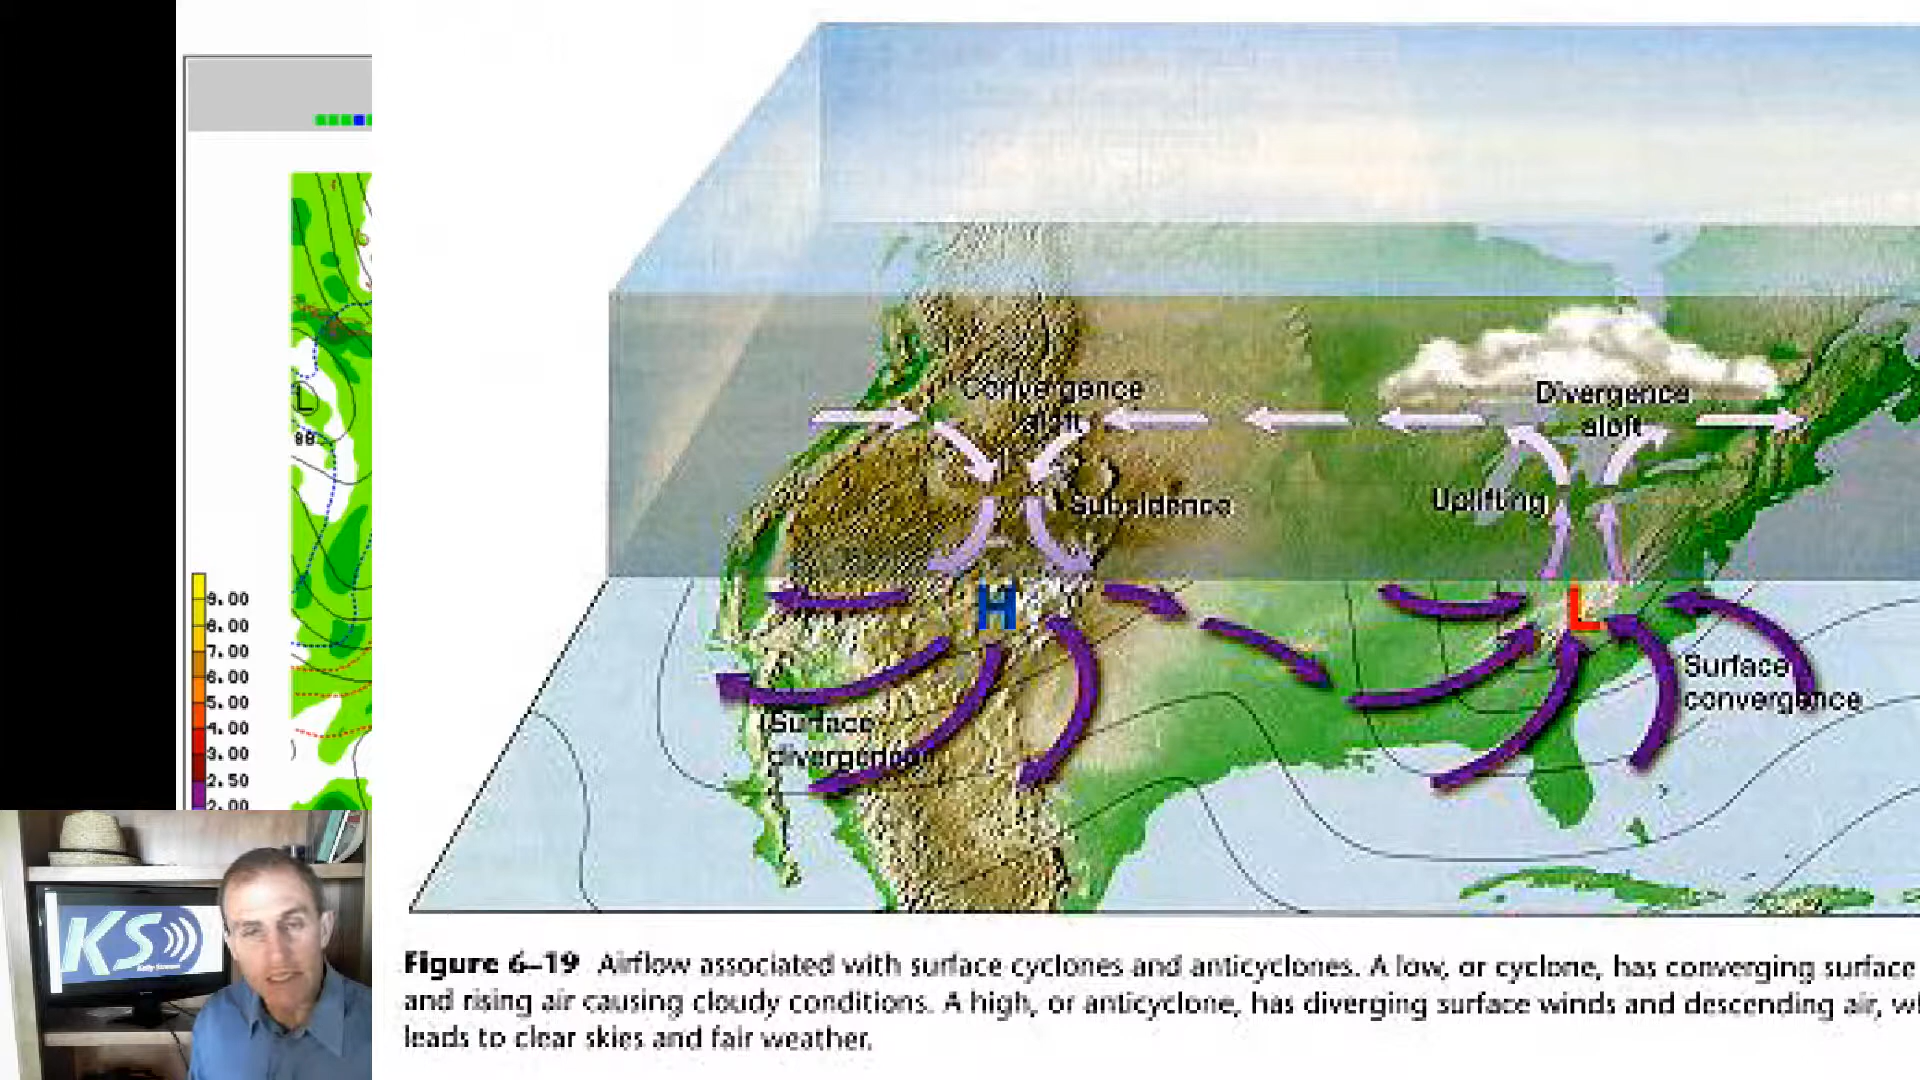 L
88
9.00
8.00
7.00
6.00
5.00
4.00
3.00
2.50
2.00
Convergence
aloft
Divergence
aloft
Subsidence
Uplifting
H
L
Surface
convergence
Surface
divergence
KS
Figure 6–19 Airflow associated with surface cyclones and anticyclones. A low, or cyclone, has converging surface
and rising air causing cloudy conditions. A high, or anticyclone, has diverging surface winds and descending air,
leads to clear skies and fair weather.